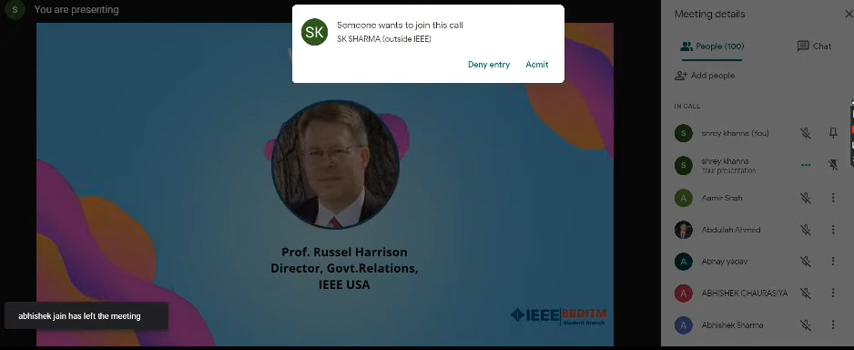 S
You are presenting
Someone wants to join this call
SK
SK SHARMA (outside IEEE)
Deny entry
Admit
Prof. Russel Harrison
Director, Govt.Relations,
IEEE USA
IEEE BBDITM
Student Branch
abhishek jain has left the meeting
Meeting details
People (100)
Chat
Add people
IN CALL
S
shrey khanna (You)
S
shrey khanna
Your presentation
A
Aamir Shah
Abdullah Ahmed
A
Abhay yadav
A
ABHISHEK CHAURASIYA
A
Abhishek Sharma